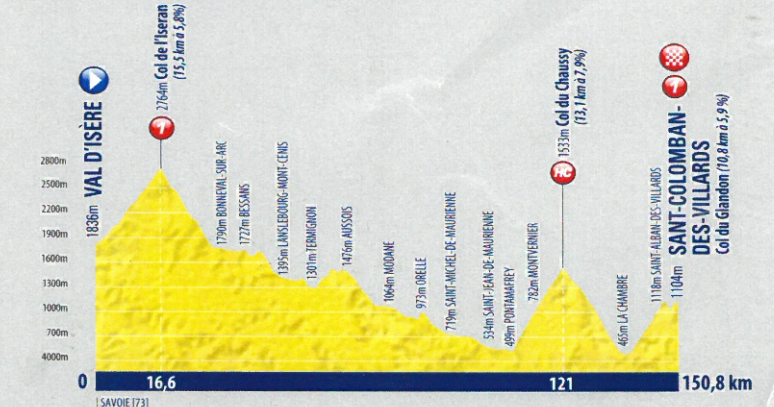 2764m Col de l'Iseran
(15,5 km à 5,8%)
1
1533m Col du Chaussy
(13,1 km à 7,9%)
HC
1
SANT-COLOMBAN-
DES-VILLARDS
Col du Glandon (10,8 km à 5,9%)
1836m VAL D'ISÈRE
1790m BONNEVAL-SUR-ARC
1727m BESSANS
1395m LANSLEBOURG-MONT-CENIS
1301m TERMIGNON
1476m AUSSOIS
1064m MODANE
973m ORELLE
719m SAINT-MICHEL-DE-MAURIENNE
534m SAINT-JEAN-DE-MAURIENNE
499m PONTAMAFREY
782m MONTVERNIER
465m LA CHAMBRE
1118m SAINT-ALBAN-DES-VILLARDS
1104m
2800m
2500m
2200m
1900m
1600m
1300m
1000m
700m
4000m
0
16,6
121
150,8 km
SAVOIE [73]